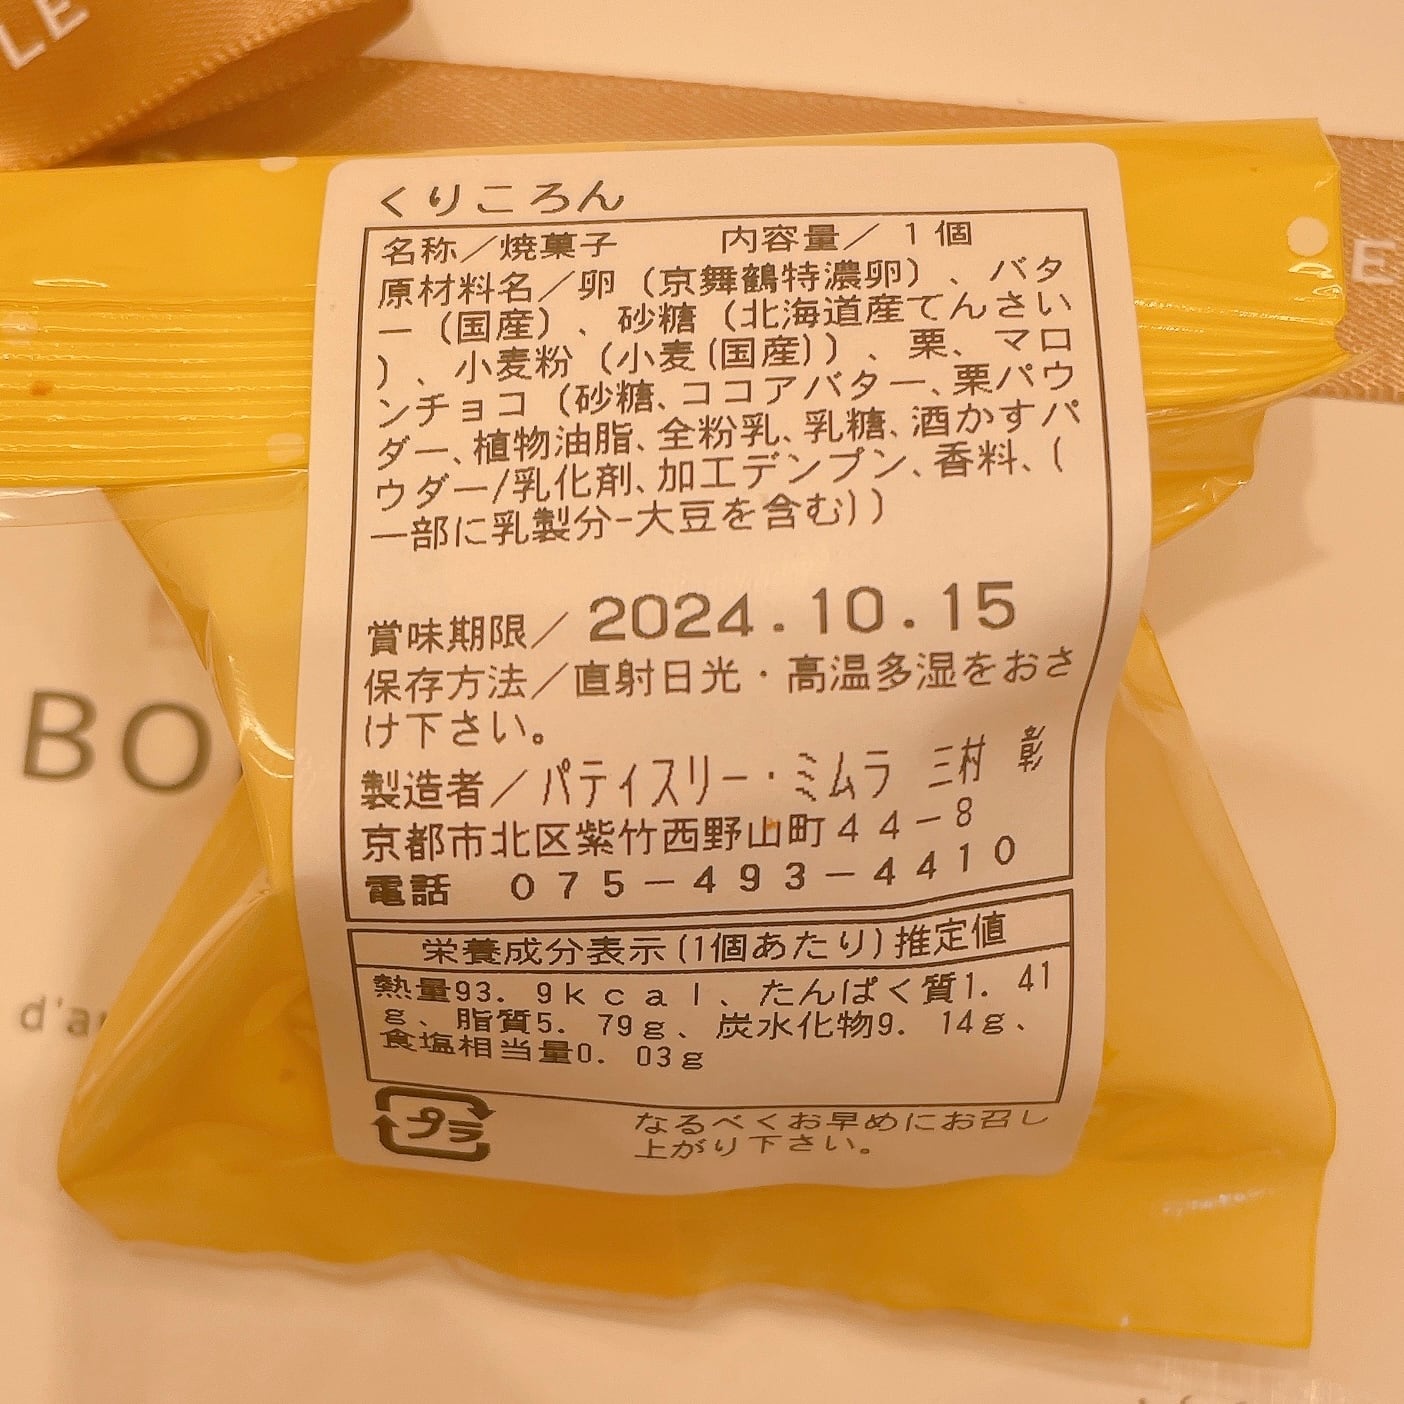 LE
くりころん
名称／焼菓子　　内容量／１個
原材料名／卵（京舞鶴特濃卵）、バタ
ー（国産）、砂糖（北海道産てんさい
）、小麦粉（小麦(国産)）、栗、マロ
ンチョコ（砂糖、ココアバター、栗パウ
ダー、植物油脂、全粉乳、乳糖、酒かすパ
ウダー/乳化剤、加工デンプン、香料、(
一部に乳製分-大豆を含む)）
賞味期限／2024.10.15
保存方法／直射日光・高温多湿をおさ
け下さい。
製造者／パティスリー・ミムラ 三村 彰
京都市北区紫竹西野山町４４－８
電話　０７５－４９３－４４１０
栄養成分表示(1個あたり)推定値
熱量93．9ｋｃａｌ、たんぱく質1．41
ｇ、脂質5．79ｇ、炭水化物9．14ｇ、
食塩相当量0．03ｇ
プラ
なるべくお早めにお召し
上がり下さい。
E
BO
d'a